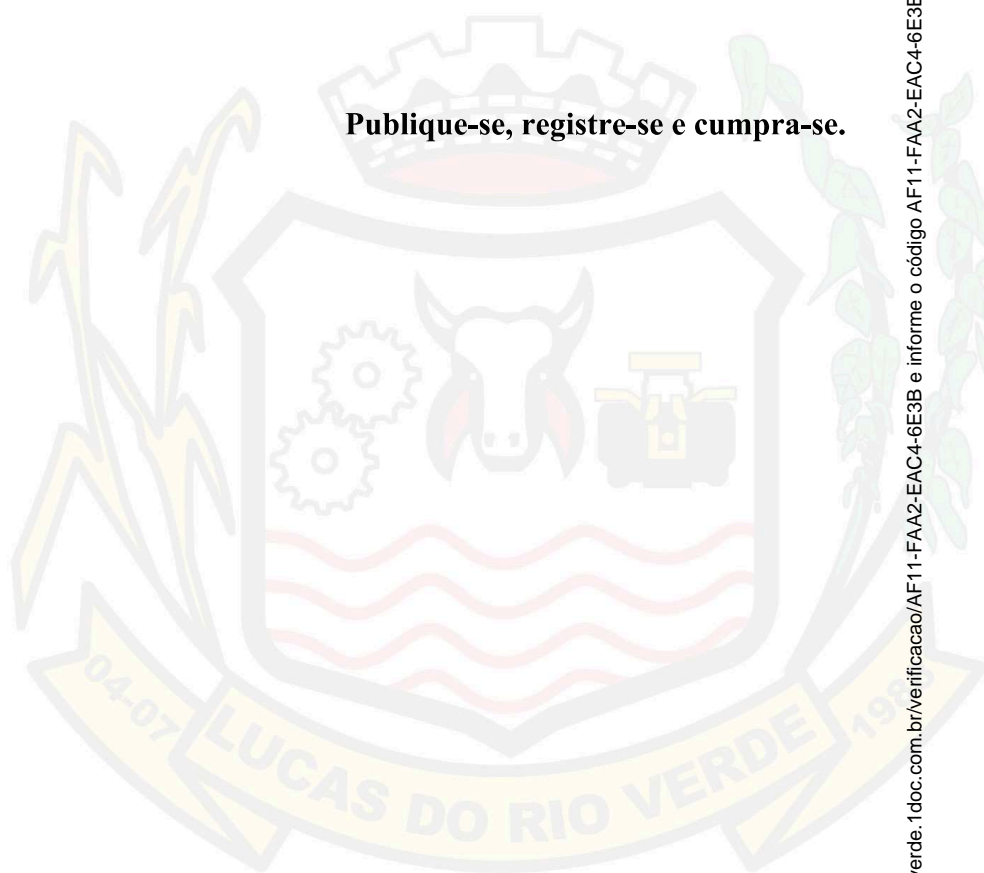 Publique-se, registre-se e cumpra-se.
04-07
LUCAS DO RIO VERDE
verde.1doc.com.br/verificacao/AF11-FAA2-EAC4-6E3B e informe o código AF11-FAA2-EAC4-6E3B